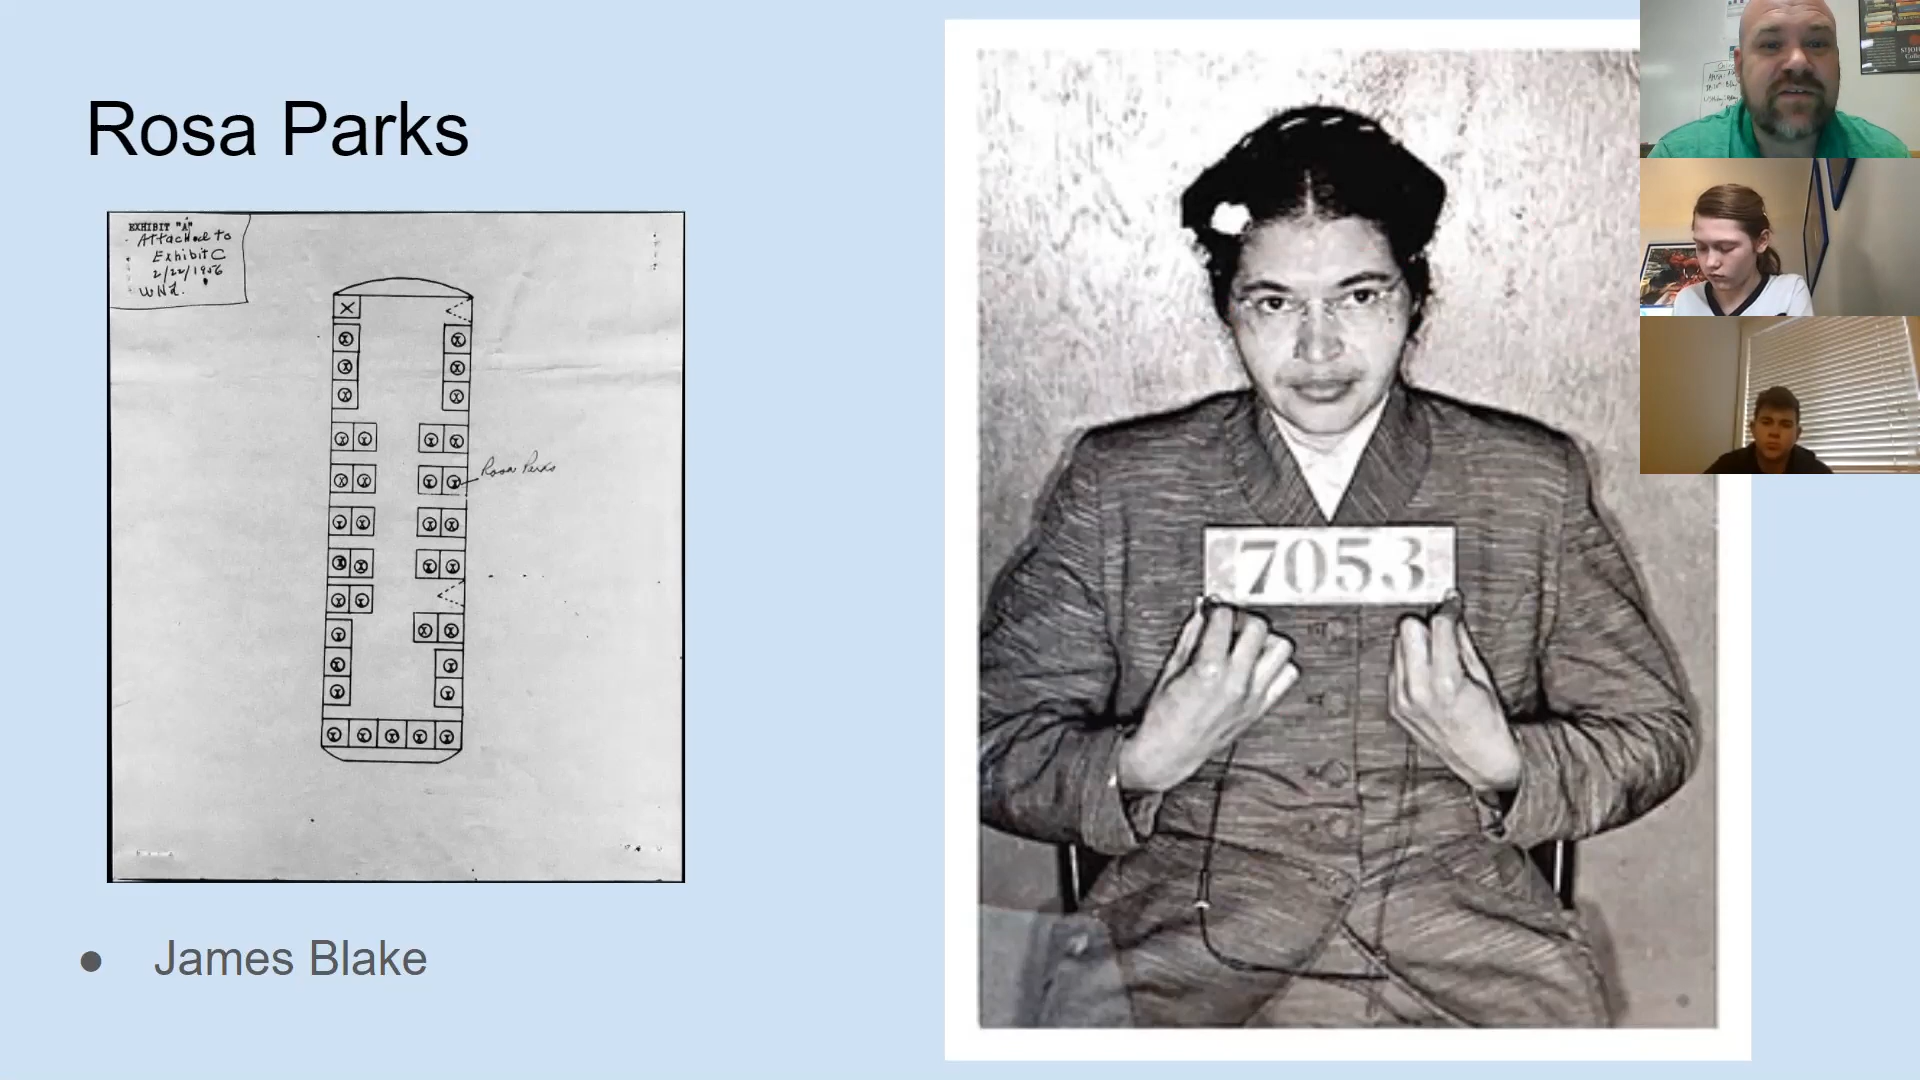 Rosa Parks
EXHIBIT "A"
Attached to
Exhibit C
2/22/1956
Rosa Parks
7053
James Blake